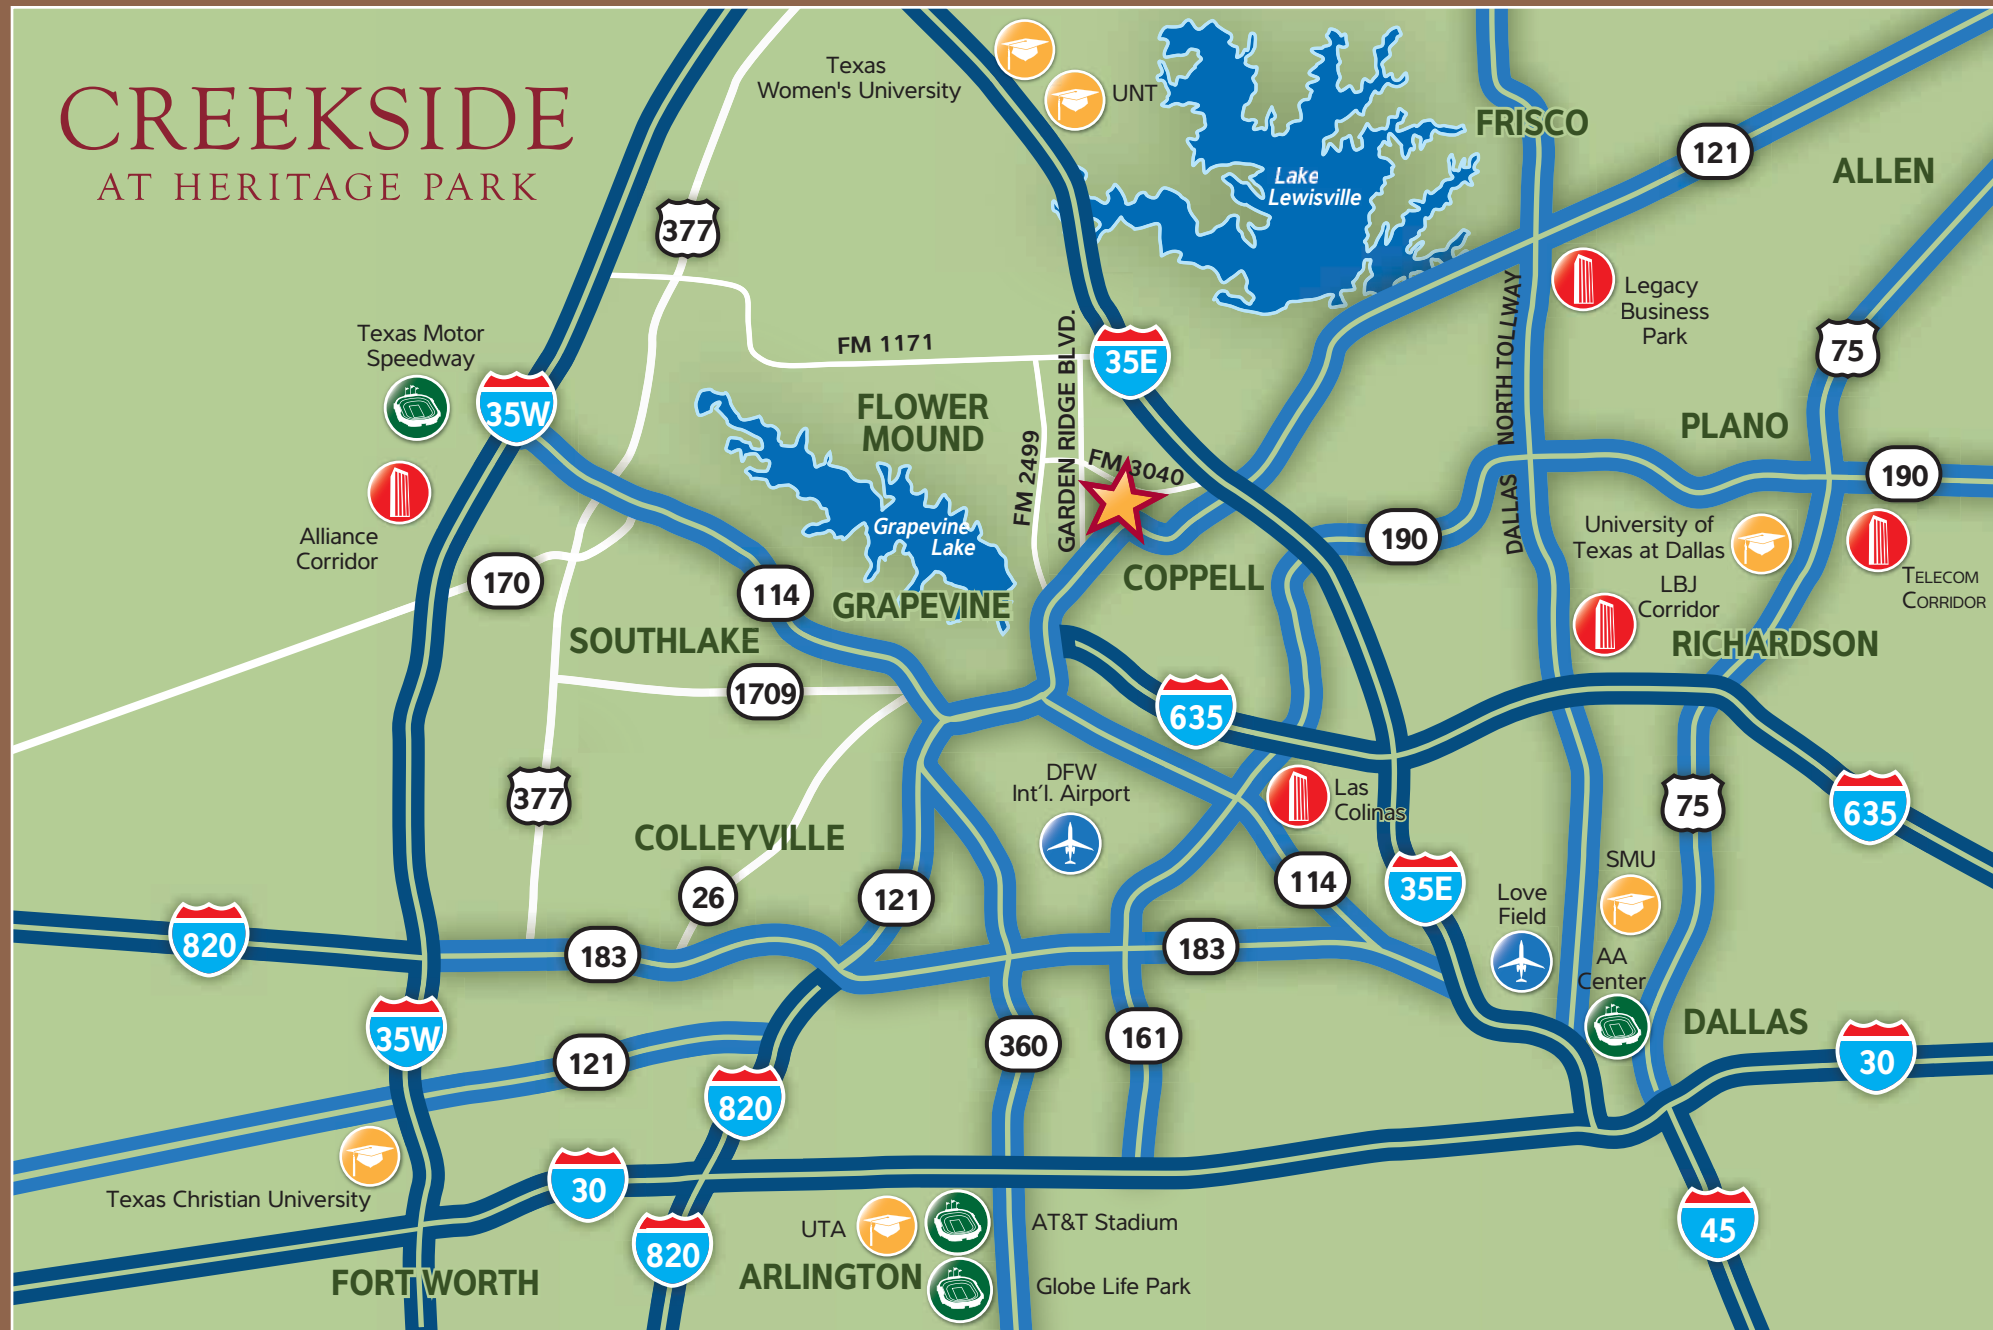 CREEKSIDE
AT HERITAGE PARK
Texas
Women's University
UNT
Lake
Lewisville
FRISCO
121
ALLEN
377
Legacy
Business
Park
DALLAS NORTH TOLLWAY
75
Texas Motor
Speedway
35W
FM 1171
GARDEN RIDGE BLVD.
35E
FLOWER
MOUND
FM 2499
FM 3040
PLANO
190
Alliance
Corridor
Grapevine
Lake
190
University of
Texas at Dallas
TELECOM
CORRIDOR
170
114
GRAPEVINE
COPPELL
LBJ
Corridor
RICHARDSON
SOUTHLAKE
1709
635
377
DFW
Int'l. Airport
Las
Colinas
75
635
COLLEYVILLE
26
121
114
35E
SMU
Love
Field
820
183
183
AA
Center
35W
121
360
161
DALLAS
30
820
Texas Christian University
30
UTA
AT&T Stadium
45
820
FORT WORTH
ARLINGTON
Globe Life Park